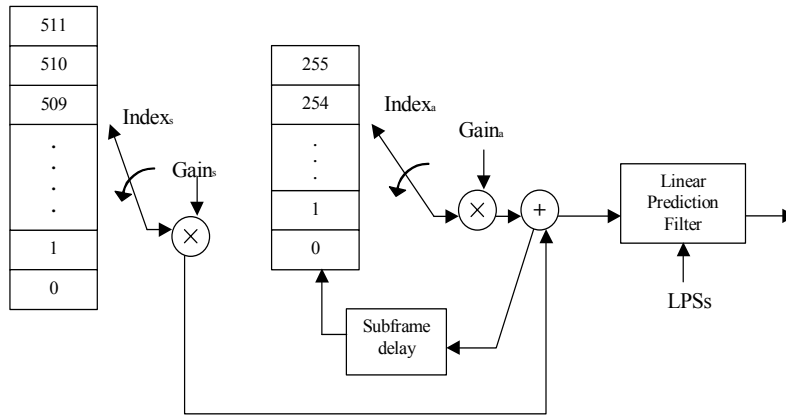 511
510
509
.
.
.
.
1
0
Indexs
Gains
×
255
254
.
.
.
1
0
Indexa
Gaina
×
+
Linear
Prediction
Filter
LPSs
Subframe
delay